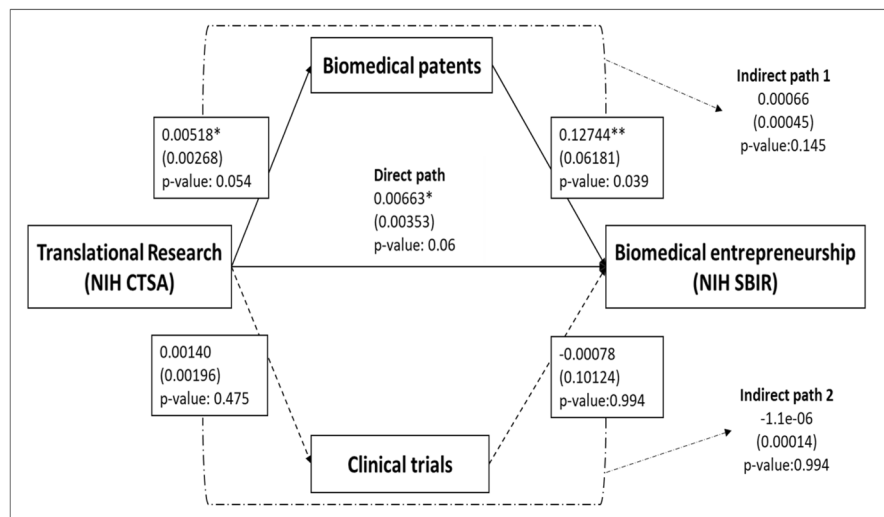 Biomedical patents
Indirect path 1
0.00066
(0.00045)
p-value:0.145
0.00518*
(0.00268)
p-value: 0.054
0.12744**
(0.06181)
p-value: 0.039
Direct path
0.00663*
(0.00353)
p-value: 0.06
Translational Research
(NIH CTSA)
Biomedical entrepreneurship
(NIH SBIR)
0.00140
(0.00196)
p-value: 0.475
-0.00078
(0.10124)
p-value:0.994
Indirect path 2
-1.1e-06
(0.00014)
p-value:0.994
Clinical trials